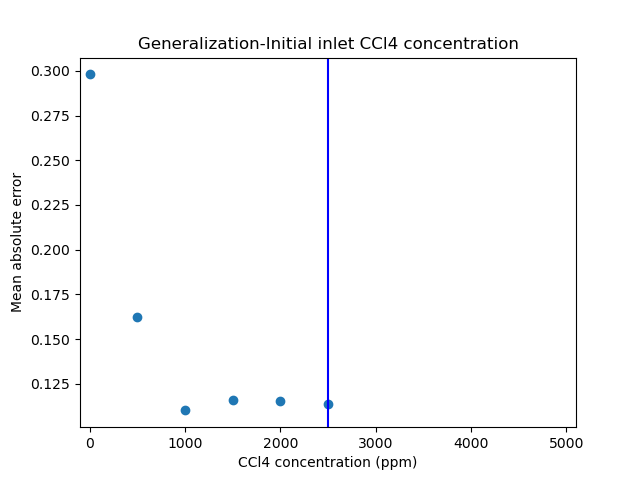 Generalization-Initial inlet CCl4 concentration
0.300
0.275
0.250
0.225
0.200
0.175
0.150
0.125
Mean absolute error
0 1000 2000 3000 4000 5000
CCl4 concentration (ppm)